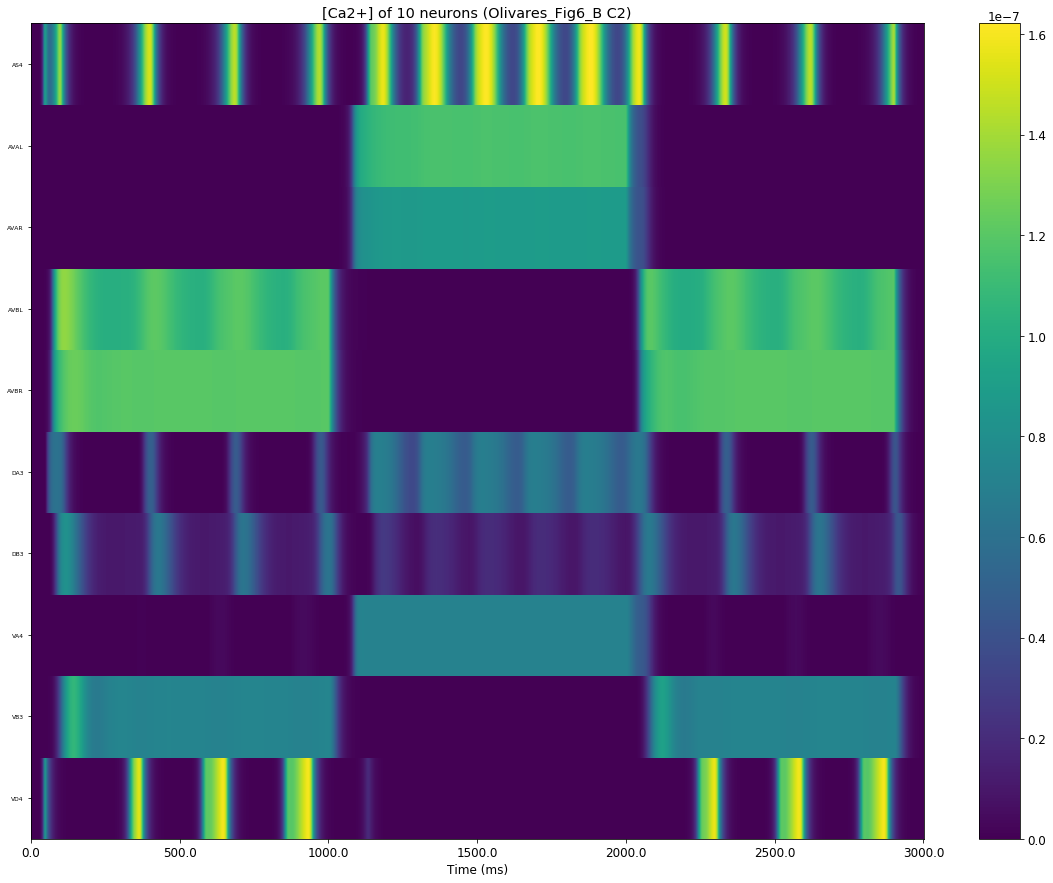 [Ca2+] of 10 neurons (Olivares_Fig6_B C2)
1e−7
AS4
AVAL
AVAR
AVBL
AVBR
DA3
DB3
VA4
VB3
VD4
0.0 500.0 1000.0 1500.0 2000.0 2500.0 3000.0
Time (ms)
1.6
1.4
1.2
1.0
0.8
0.6
0.4
0.2
0.0